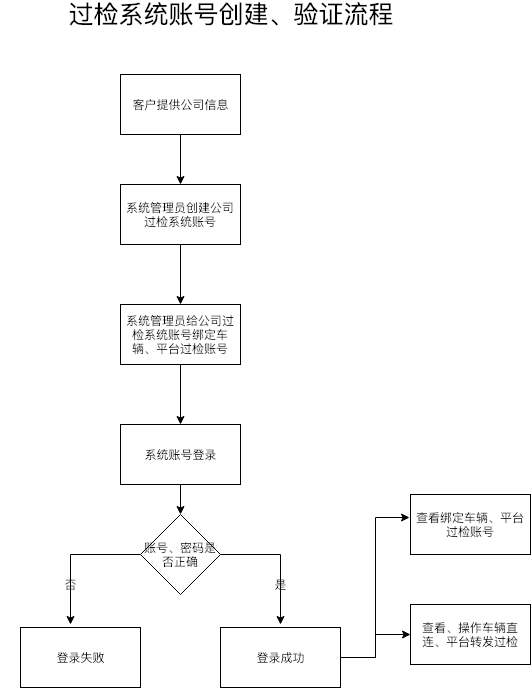 过检系统账号创建、验证流程
客户提供公司信息
系统管理员创建公司
过检系统账号
系统管理员给公司过
检系统账号绑定车
辆、平台过检账号
系统账号登录
账号、密码是
否正确
否
是
登录失败
登录成功
查看绑定车辆、平台
过检账号
查看、操作车辆直
连、平台转发过检